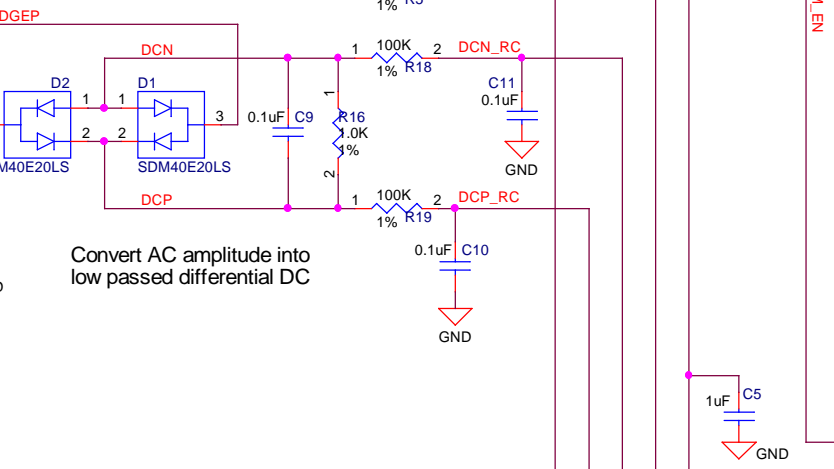 1%
DGEP
DCN
1
100K
2
DCN_RC
1%
R18
D2
D1
1
1
3
2
2
0.1uF
C9
1
R16
1.0K
1%
2
C11
0.1uF
GND
SDM40E20LS
DCP
1
100K
2
DCP_RC
1%
R19
0.1uF
C10
GND
Convert AC amplitude into
low passed differential DC
1uF
C5
GND